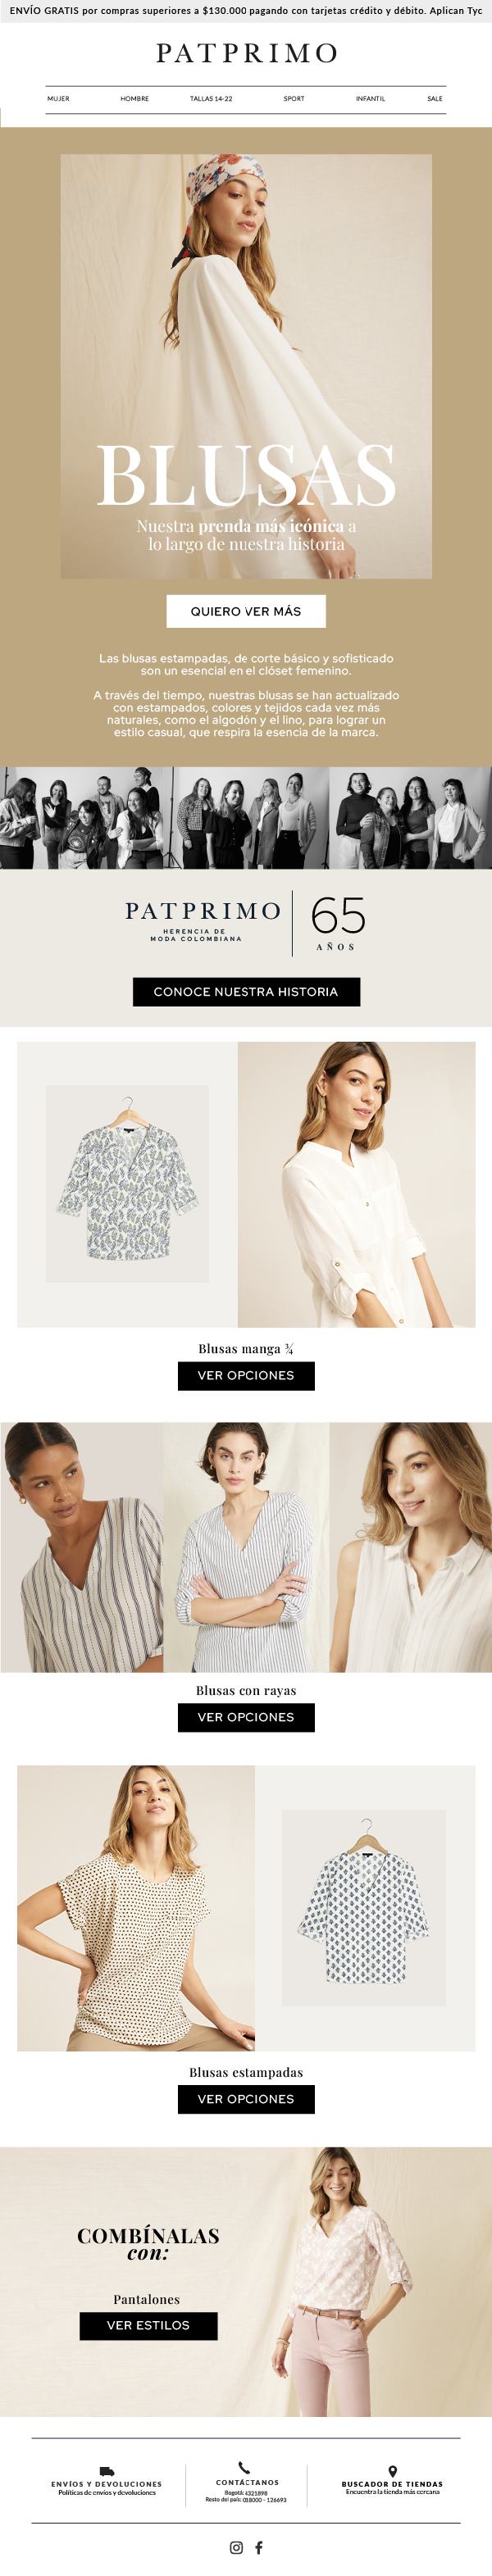 ENVÍO GRATIS por compras superiores a $130.000 pagando con tarjetas crédito y débito. Aplican Tyc
PATPRIMO
MUJER HOMBRE TALLAS 14-22 SPORT INFANTIL SALE
BLUSAS
Nuestra prenda más icónica a
lo largo de nuestra historia
QUIERO VER MÁS
Las blusas estampadas, de corte básico y sofisticado
son un esencial en el clóset femenino.
A través del tiempo, nuestras blusas se han actualizado
con estampados, colores y tejidos cada vez más
naturales, como el algodón y el lino, para lograr un
estilo casual, que respira la esencia de la marca.
PATPRIMO
HERENCIA DE
MODA COLOMBIANA
65
AÑOS
CONOCE NUESTRA HISTORIA
Blusas manga ¾
VER OPCIONES
Blusas con rayas
VER OPCIONES
Blusas estampadas
VER OPCIONES
COMBÍNALAS
con:
Pantalones
VER ESTILOS
ENVÍOS Y DEVOLUCIONES
Políticas de envíos y devoluciones
CONTÁCTANOS
Bogotá: 4321898
Resto del país: 018000 - 126693
BUSCADOR DE TIENDAS
Encuentra la tienda más cercana